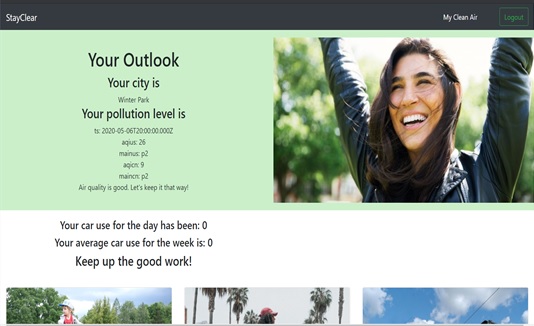 StayClear
My Clean Air
Logout
Your Outlook
Your city is
Winter Park
Your pollution level is
ts: 2020-05-06T20:00:00.000Z
aqius: 26
mainus: p2
aqicn: 9
maincn: p2
Air quality is good. Let's keep it that way!
Your car use for the day has been: 0
Your average car use for the week is: 0
Keep up the good work!